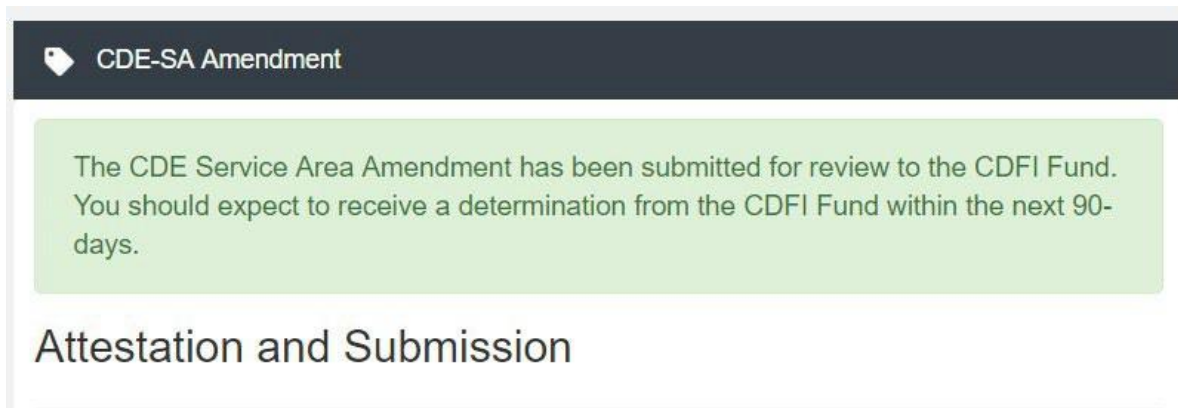 CDE-SA Amendment
The CDE Service Area Amendment has been submitted for review to the CDFI Fund.
You should expect to receive a determination from the CDFI Fund within the next 90-
days.
Attestation and Submission